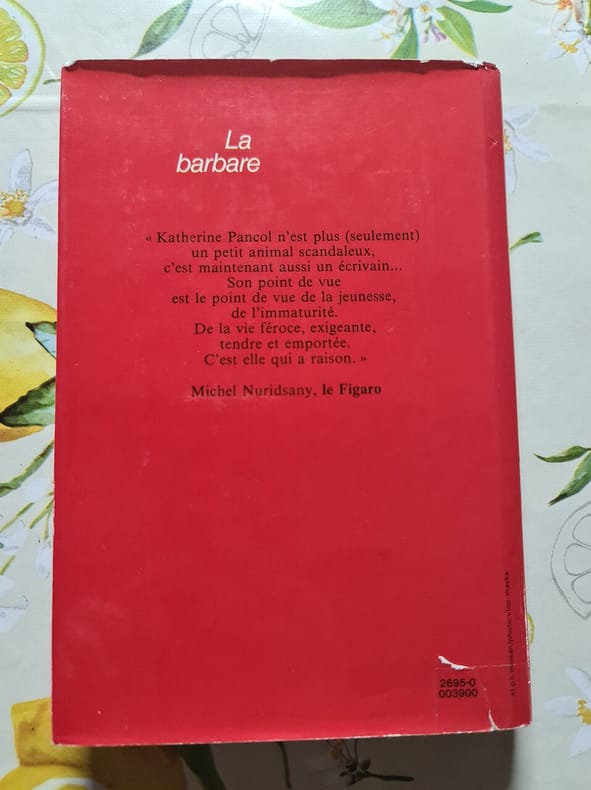 La
barbare
« Katherine Pancol n'est plus (seulement)
un petit animal scandaleux,
c'est maintenant aussi un écrivain...
Son point de vue
est le point de vue de la jeunesse,
de l'immaturité.
De la vie féroce, exigeante,
tendre et emportée.
C'est elle qui a raison. »
Michel Nuridsany, le Figaro
2695-0
003900